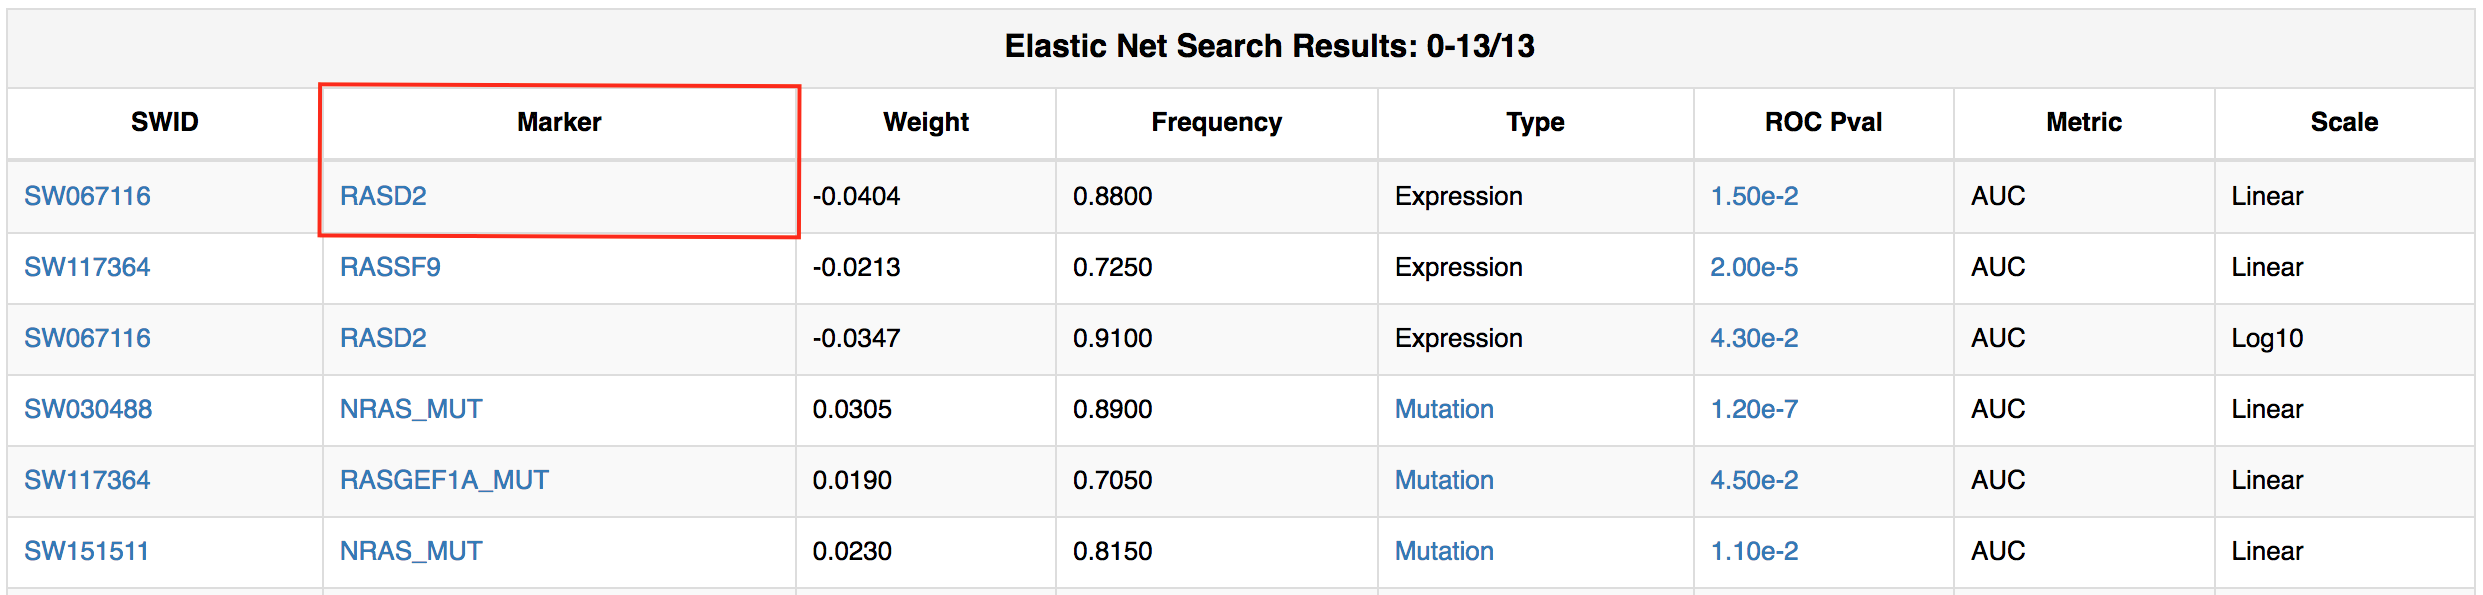 Elastic Net Search Results: 0-13/13
SWID Marker Weight Frequency Type ROC Pval Metric Scale
SW067116 RASD2 -0.0404 0.8800 Expression 1.50e-2 AUC Linear
SW117364 RASSF9 -0.0213 0.7250 Expression 2.00e-5 AUC Linear
SW067116 RASD2 -0.0347 0.9100 Expression 4.30e-2 AUC Log10
SW030488 NRAS_MUT 0.0305 0.8900 Mutation 1.20e-7 AUC Linear
SW117364 RASGEF1A_MUT 0.0190 0.7050 Mutation 4.50e-2 AUC Linear
SW151511 NRAS_MUT 0.0230 0.8150 Mutation 1.10e-2 AUC Linear